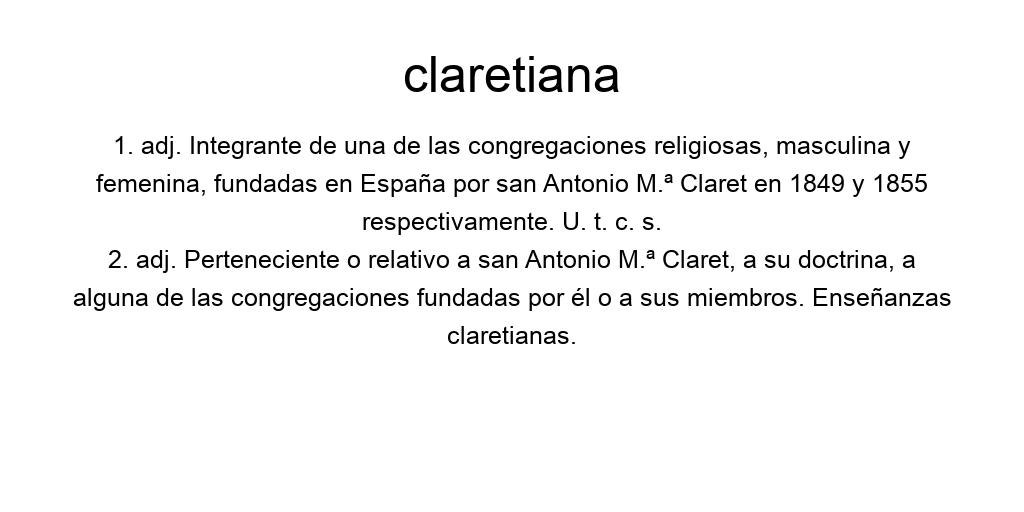 claretiana
1. adj. Integrante de una de las congregaciones religiosas, masculina y
femenina, fundadas en España por san Antonio M.ª Claret en 1849 y 1855
respectivamente. U. t. c. s.
2. adj. Perteneciente o relativo a san Antonio M.ª Claret, a su doctrina, a
alguna de las congregaciones fundadas por él o a sus miembros. Enseñanzas
claretianas.